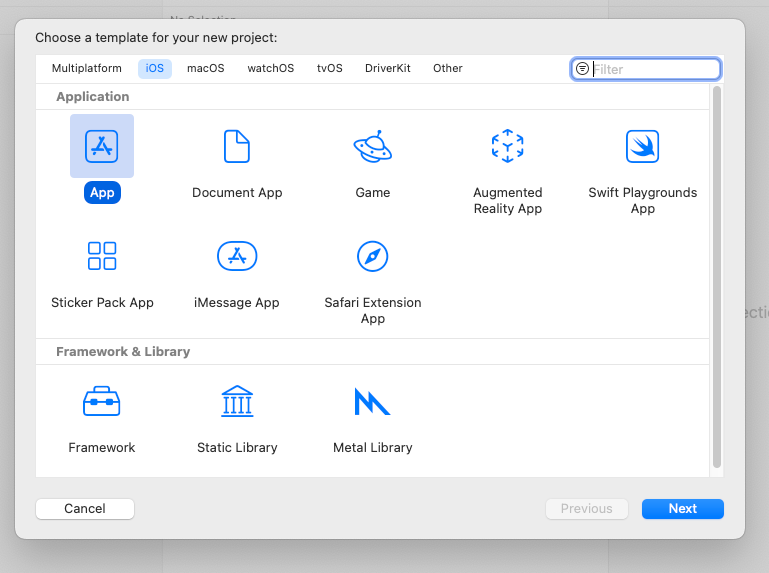 No Selection
Choose a template for your new project:
Multiplatform iOS macOS watchOS tvOS DriverKit Other Filter
Application
App Document App Game Augmented Reality App Swift Playgrounds App
Sticker Pack App iMessage App Safari Extension App
Framework & Library
Framework Static Library Metal Library
Cancel Previous Next